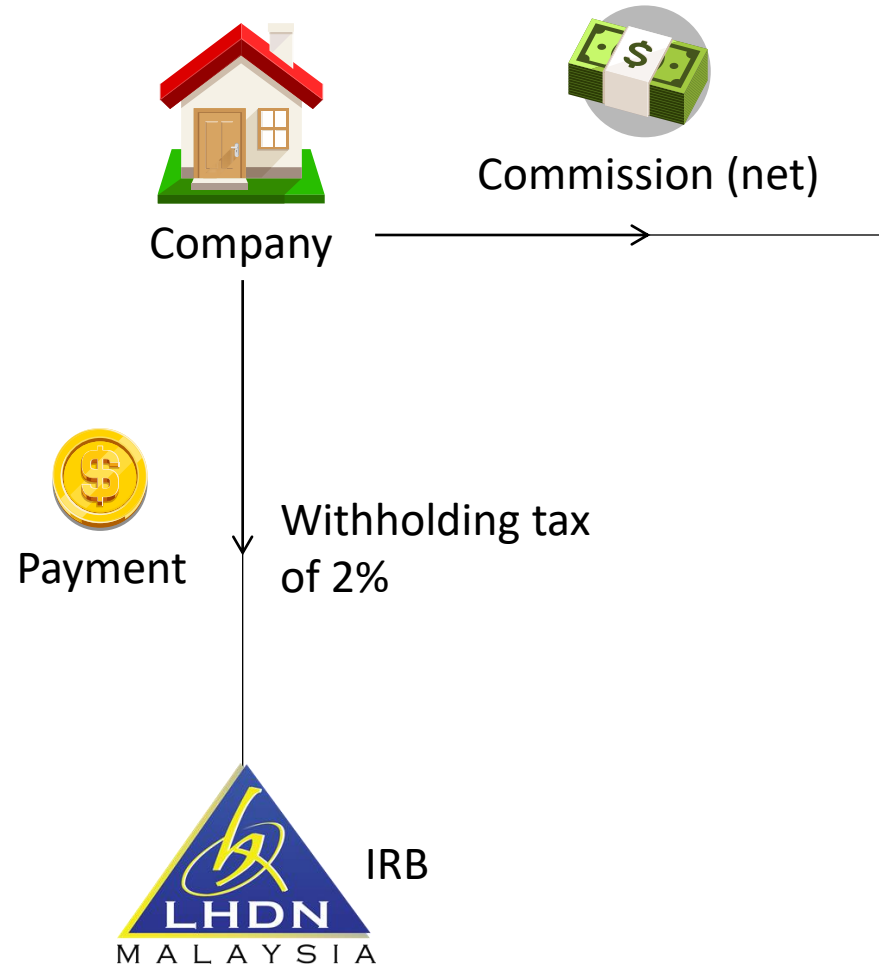 Commission (net)
Company
Withholding tax
of 2%
Payment
IRB
LHDN
MALAYSIA